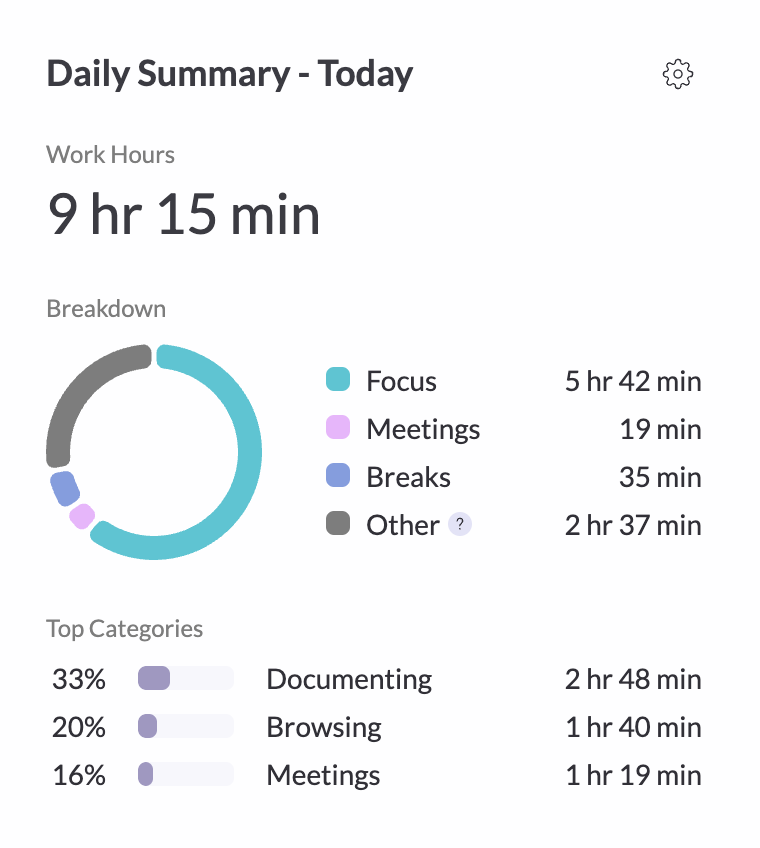 Daily Summary - Today
Work Hours
9 hr 15 min
Breakdown
Focus 5 hr 42 min
Meetings 19 min
Breaks 35 min
Other ? 2 hr 37 min
Top Categories
33% Documenting 2 hr 48 min
20% Browsing 1 hr 40 min
16% Meetings 1 hr 19 min